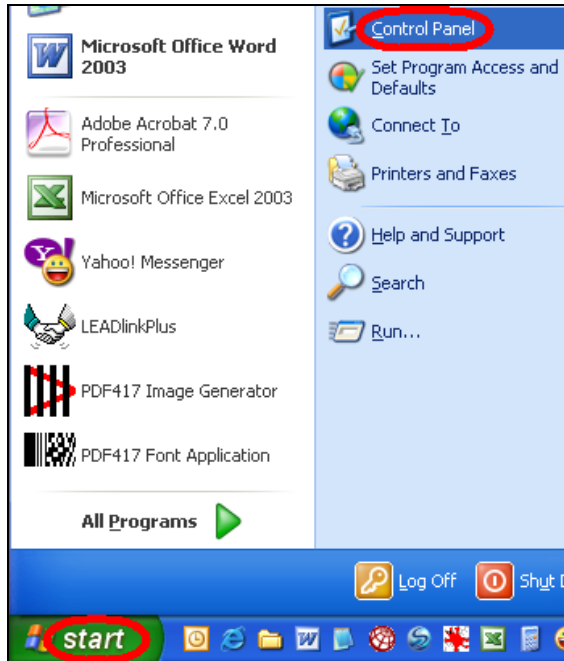 Microsoft Office Word
2003
Adobe Acrobat 7.0
Professional
Microsoft Office Excel 2003
Yahoo! Messenger
LEADlinkPlus
PDF417 Image Generator
PDF417 Font Application
All Programs
Control Panel
Set Program Access and
Defaults
Connect To
Printers and Faxes
Help and Support
Search
Run...
Log Off
Shut D
start